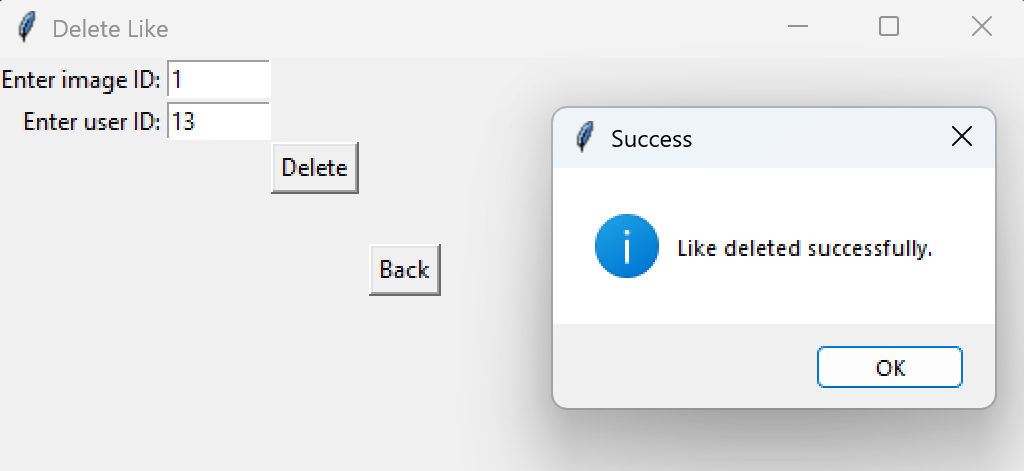 Delete Like
Enter image ID: 1
Enter user ID: 13
Delete
Back
Success
Like deleted successfully.
OK